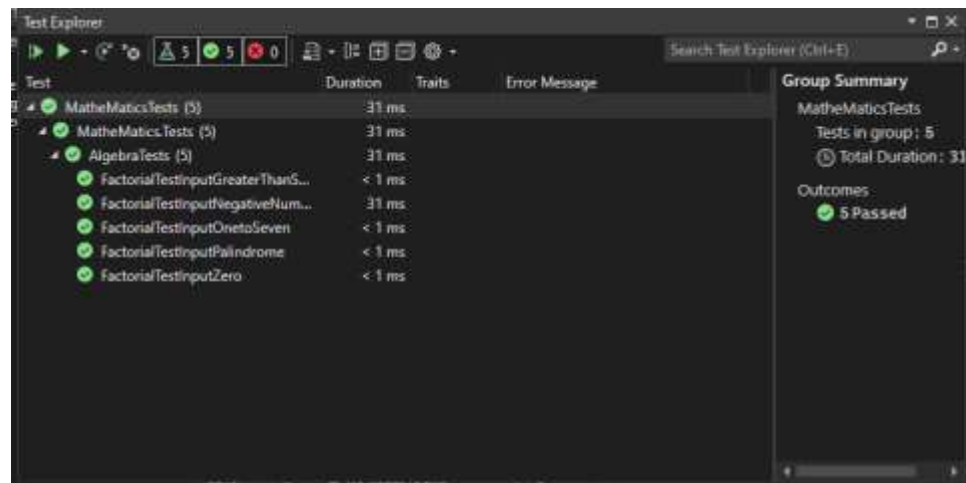 Test Explorer
5 5 0
Search Test Explorer (Ctrl+E)
Test Duration Traits Error Message
MatheMaticsTests (5) 31 ms
MatheMatics.Tests (5) 31 ms
AlgebraTests (5) 31 ms
FactorialTestInputGreaterThanS... < 1 ms
FactorialTestInputNegativeNum... 31 ms
FactorialTestInputOnetoSeven < 1 ms
FactorialTestInputPalindrome < 1 ms
FactorialTestInputZero < 1 ms
Group Summary
MatheMaticsTests
Tests in group: 5
Total Duration: 31
Outcomes
5 Passed